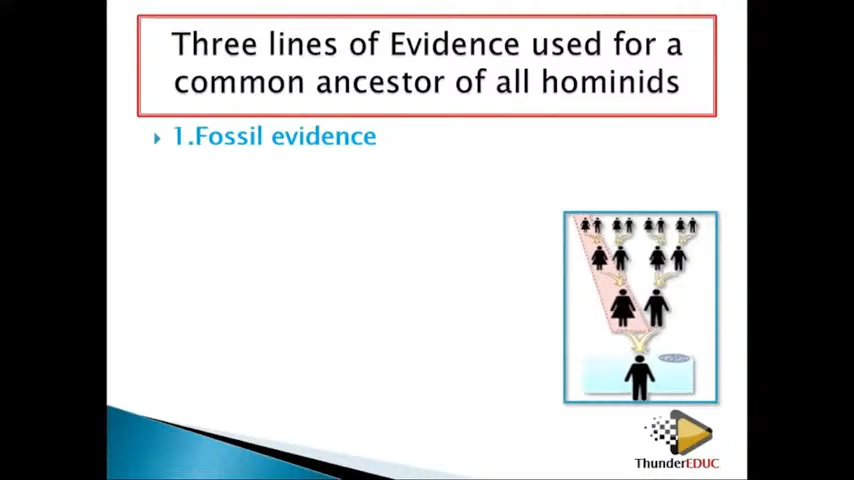 Three lines of Evidence used for a
common ancestor of all hominids
1.Fossil evidence
ThunderEDUC